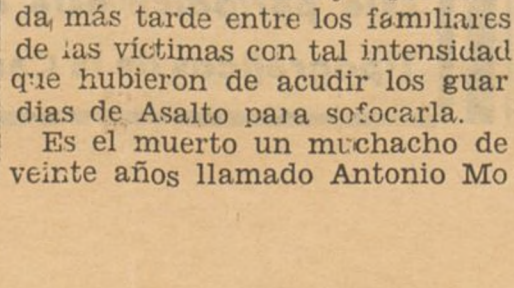 da, más tarde entre los familiares
de las víctimas con tal intensidad
que hubieron de acudir los guar
dias de Asalto para sofocarla.
Es el muerto un muchacho de
veinte años llamado Antonio Mo